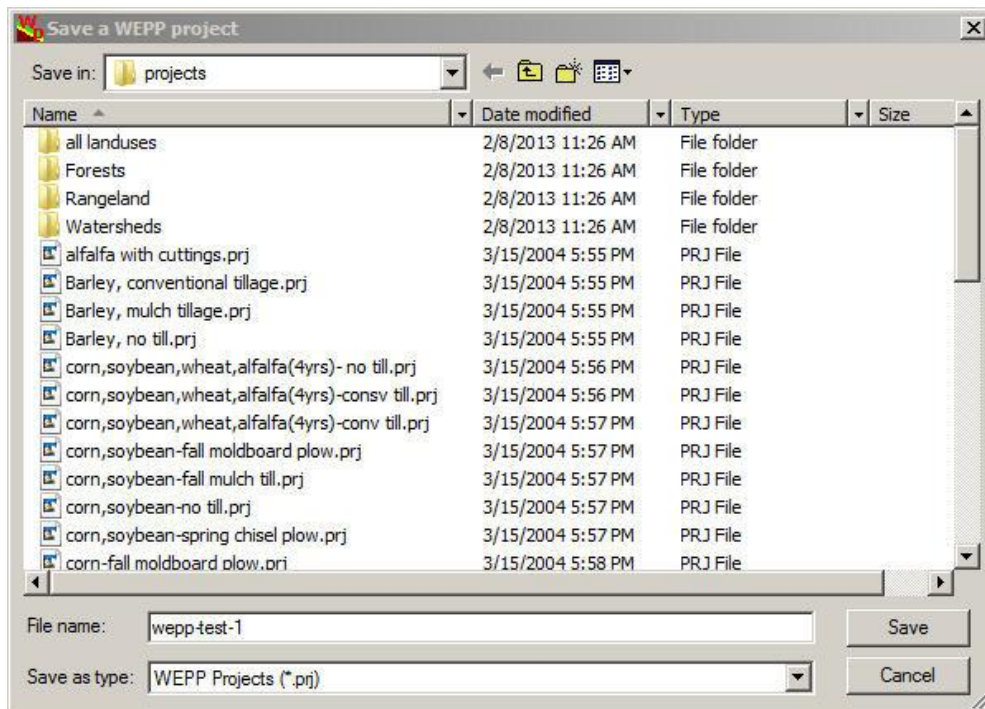 Save a WEPP project
Save in: projects
Name Date modified Type Size
all landuses 2/8/2013 11:26 AM File folder
Forests 2/8/2013 11:26 AM File folder
Rangeland 2/8/2013 11:26 AM File folder
Watersheds 2/8/2013 11:26 AM File folder
alfalfa with cuttings.prj 3/15/2004 5:55 PM PRJ File
Barley, conventional tillage.prj 3/15/2004 5:55 PM PRJ File
Barley, mulch tillage.prj 3/15/2004 5:55 PM PRJ File
Barley, no till.prj 3/15/2004 5:55 PM PRJ File
corn,soybean,wheat,alfalfa(4yrs)- no till.prj 3/15/2004 5:56 PM PRJ File
corn,soybean,wheat,alfalfa(4yrs)-consv till.prj 3/15/2004 5:56 PM PRJ File
corn,soybean,wheat,alfalfa(4yrs)-conv till.prj 3/15/2004 5:57 PM PRJ File
corn,soybean-fall moldboard plow.prj 3/15/2004 5:57 PM PRJ File
corn,soybean-fall mulch till.prj 3/15/2004 5:57 PM PRJ File
corn,soybean-no till.prj 3/15/2004 5:57 PM PRJ File
corn,soybean-spring chisel plow.prj 3/15/2004 5:57 PM PRJ File
corn-fall moldboard plow.prj 3/15/2004 5:58 PM PRJ File
File name: wepp-test-1 Save
Save as type: WEPP Projects (*.prj) Cancel